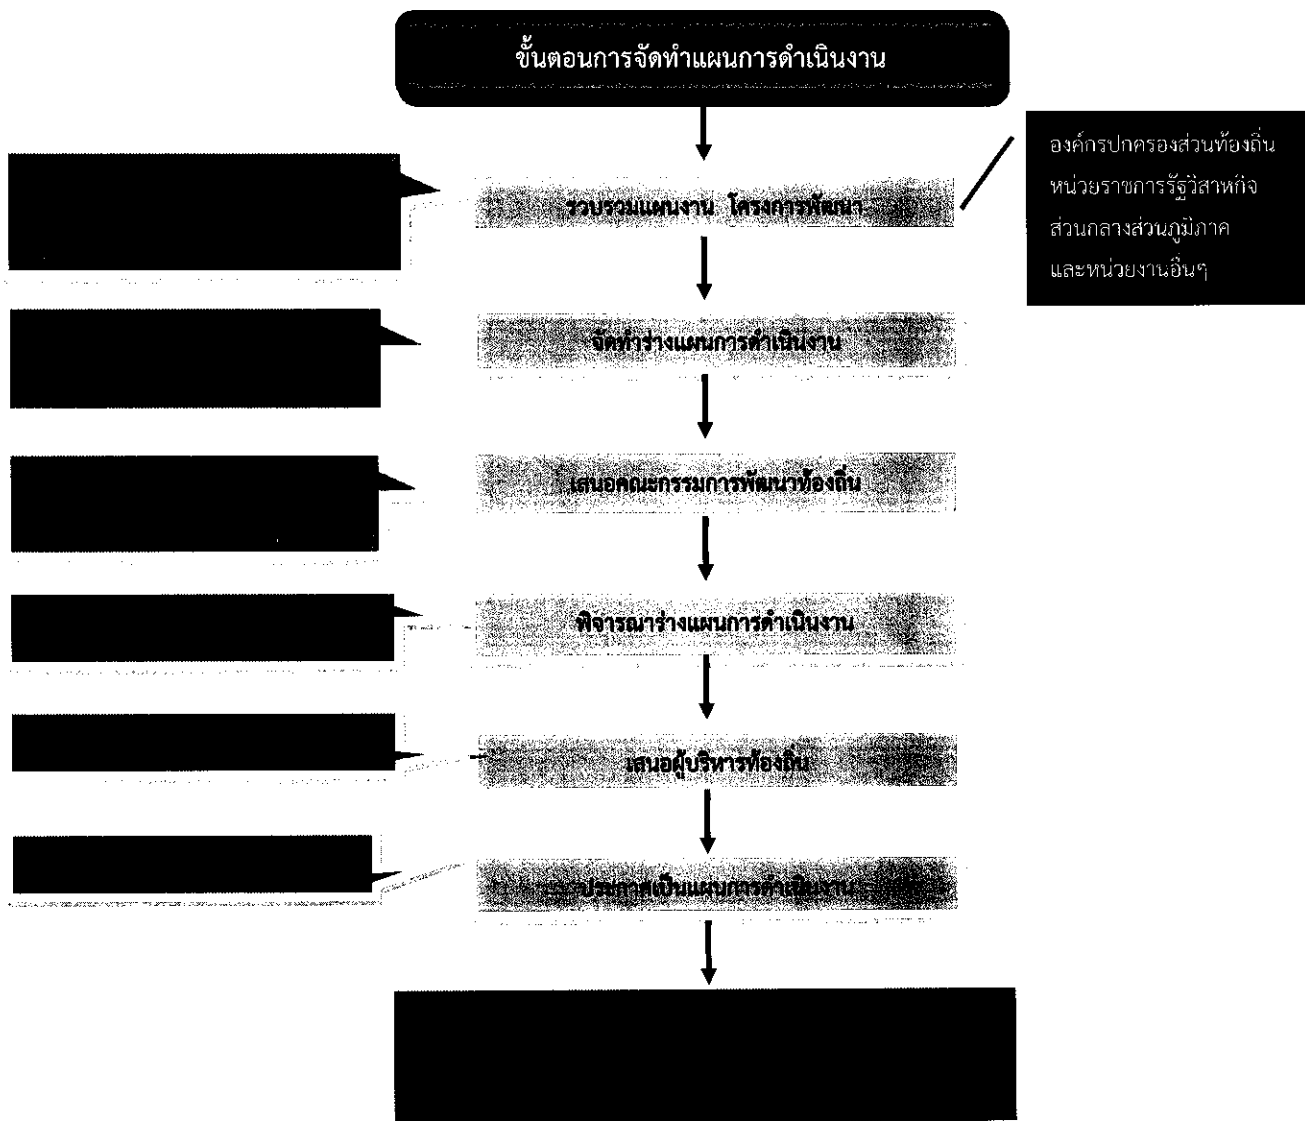 ขั้นตอนการจัดทำแผนการดำเนินงาน
องค์กรปกครองส่วนท้องถิ่น
หน่วยราชการรัฐวิสาหกิจ
ส่วนกลางส่วนภูมิภาค
และหน่วยงานอื่นๆ
รวบรวมแผนงาน โครงการพัฒนา
จัดทำร่างแผนการดำเนินงาน
เสนอคณะกรรมการพัฒนาท้องถิ่น
พิจารณาร่างแผนการดำเนินงาน
เสนอผู้บริหารท้องถิ่น
ประกาศเป็นแผนการดำเนินงาน